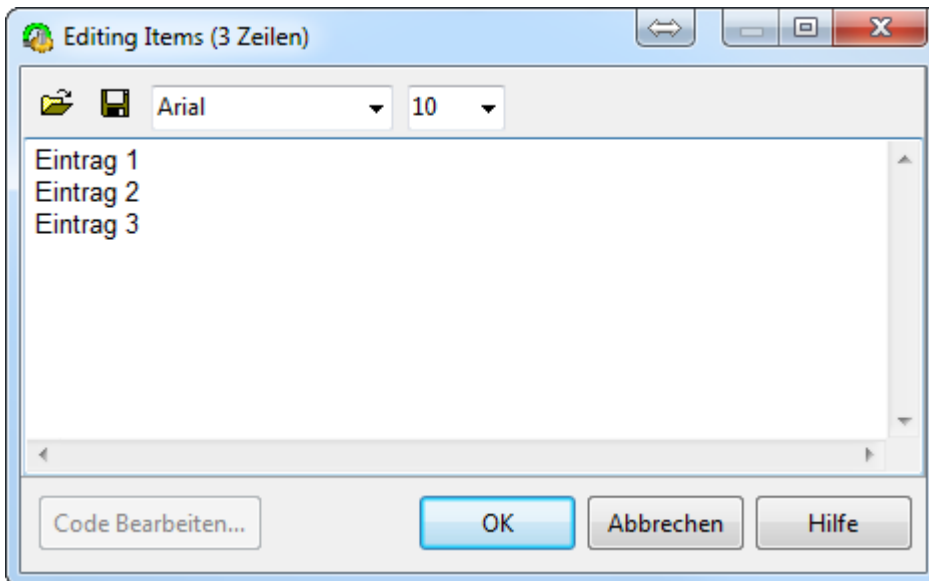 Editing Items (3 Zeilen)
Arial 10
Eintrag 1
Eintrag 2
Eintrag 3
Code Bearbeiten... OK Abbrechen Hilfe